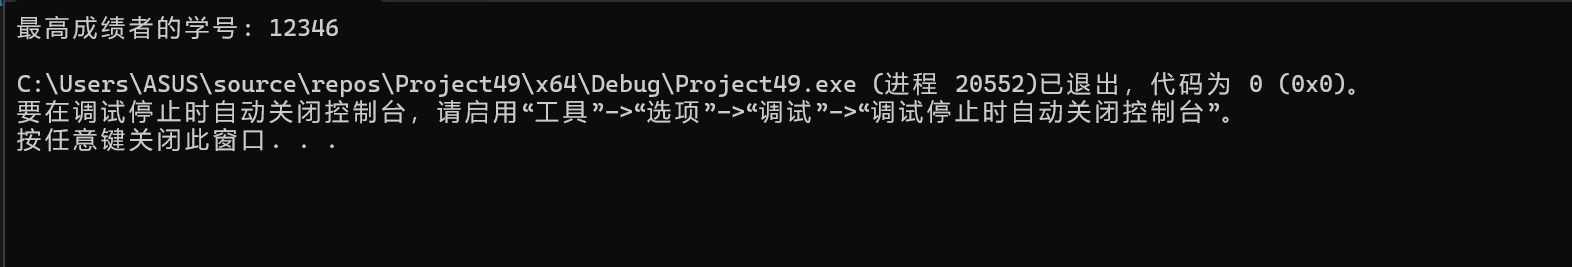 最高成绩者的学号: 12346
C:\Users\ASUS\source\repos\Project49\x64\Debug\Project49.exe (进程 20552)已退出，代码为 0 (0x0)。
要在调试停止时自动关闭控制台，请启用“工具”->“选项”->“调试”->“调试停止时自动关闭控制台”。
按任意键关闭此窗口. . .